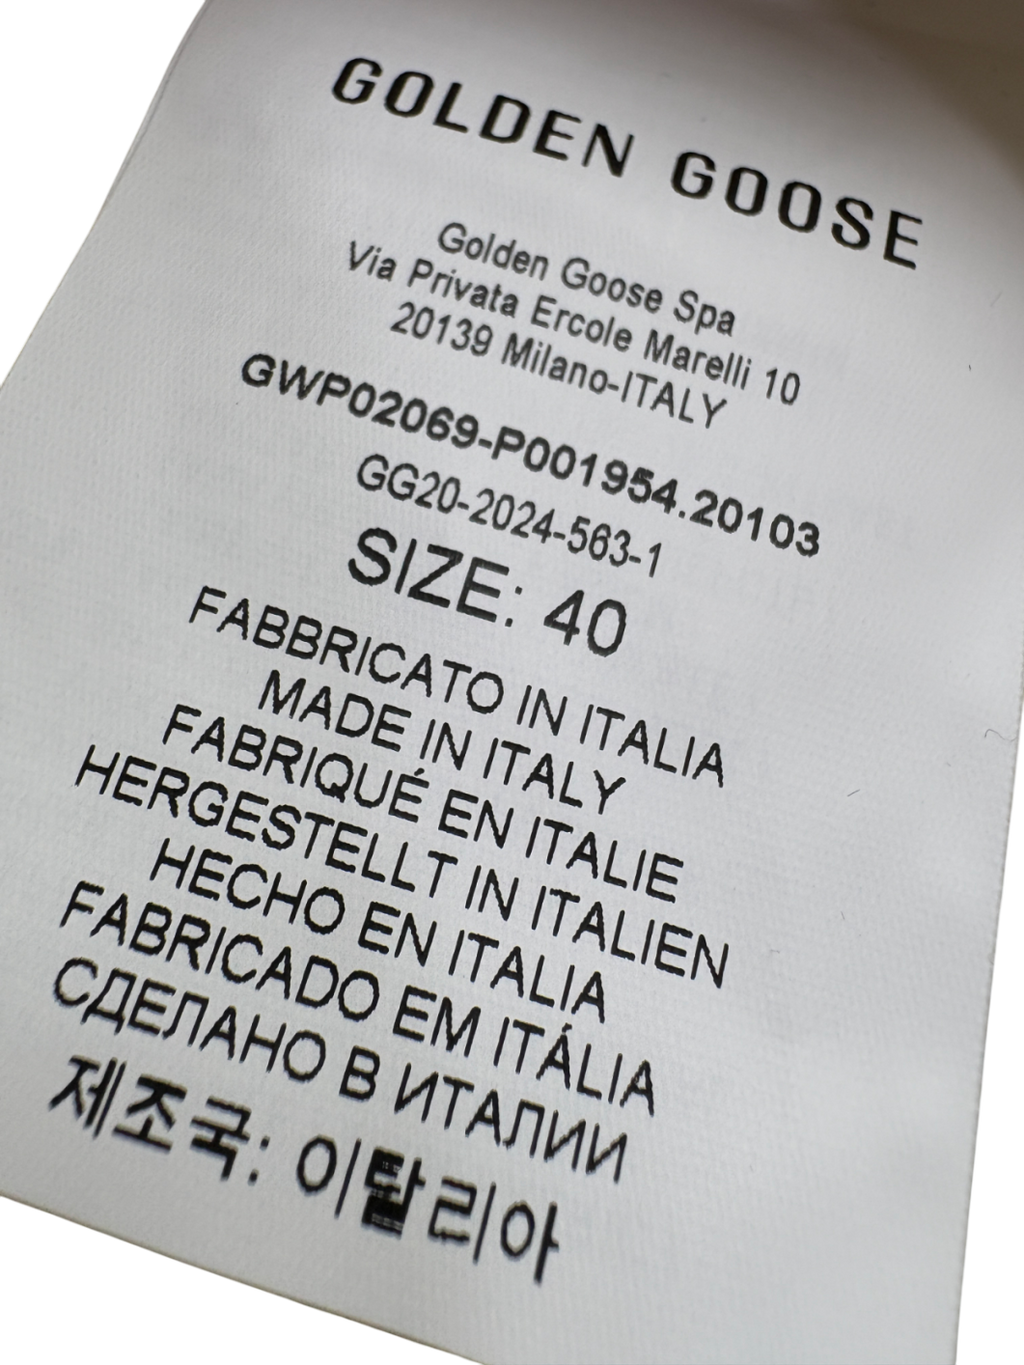 GOLDEN GOOSE
Golden Goose Spa
Via Privata Ercole Marelli 10
20139 Milano-ITALY
GWP02069-P001954.20103
GG20-2024-563-1
SIZE: 40
FABBRICATO IN ITALIA
MADE IN ITALY
FABRIQUÉ EN ITALIE
HERGESTELLT IN ITALIEN
HECHO EN ITALIA
FABRICADO EM ITÁLIA
СДЕЛАНО В ИТАЛИИ
제조국: 이탈리아